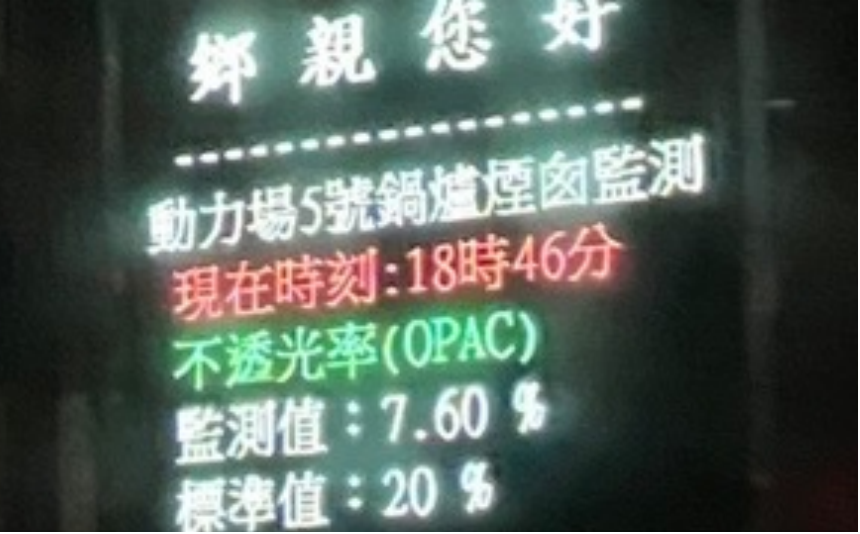 鄉親您好
--------------------
動力場5號鍋爐煙囪監測
現在時刻:18時46分
不透光率(OPAC)
監測值：7.60 %
標準值：20 %